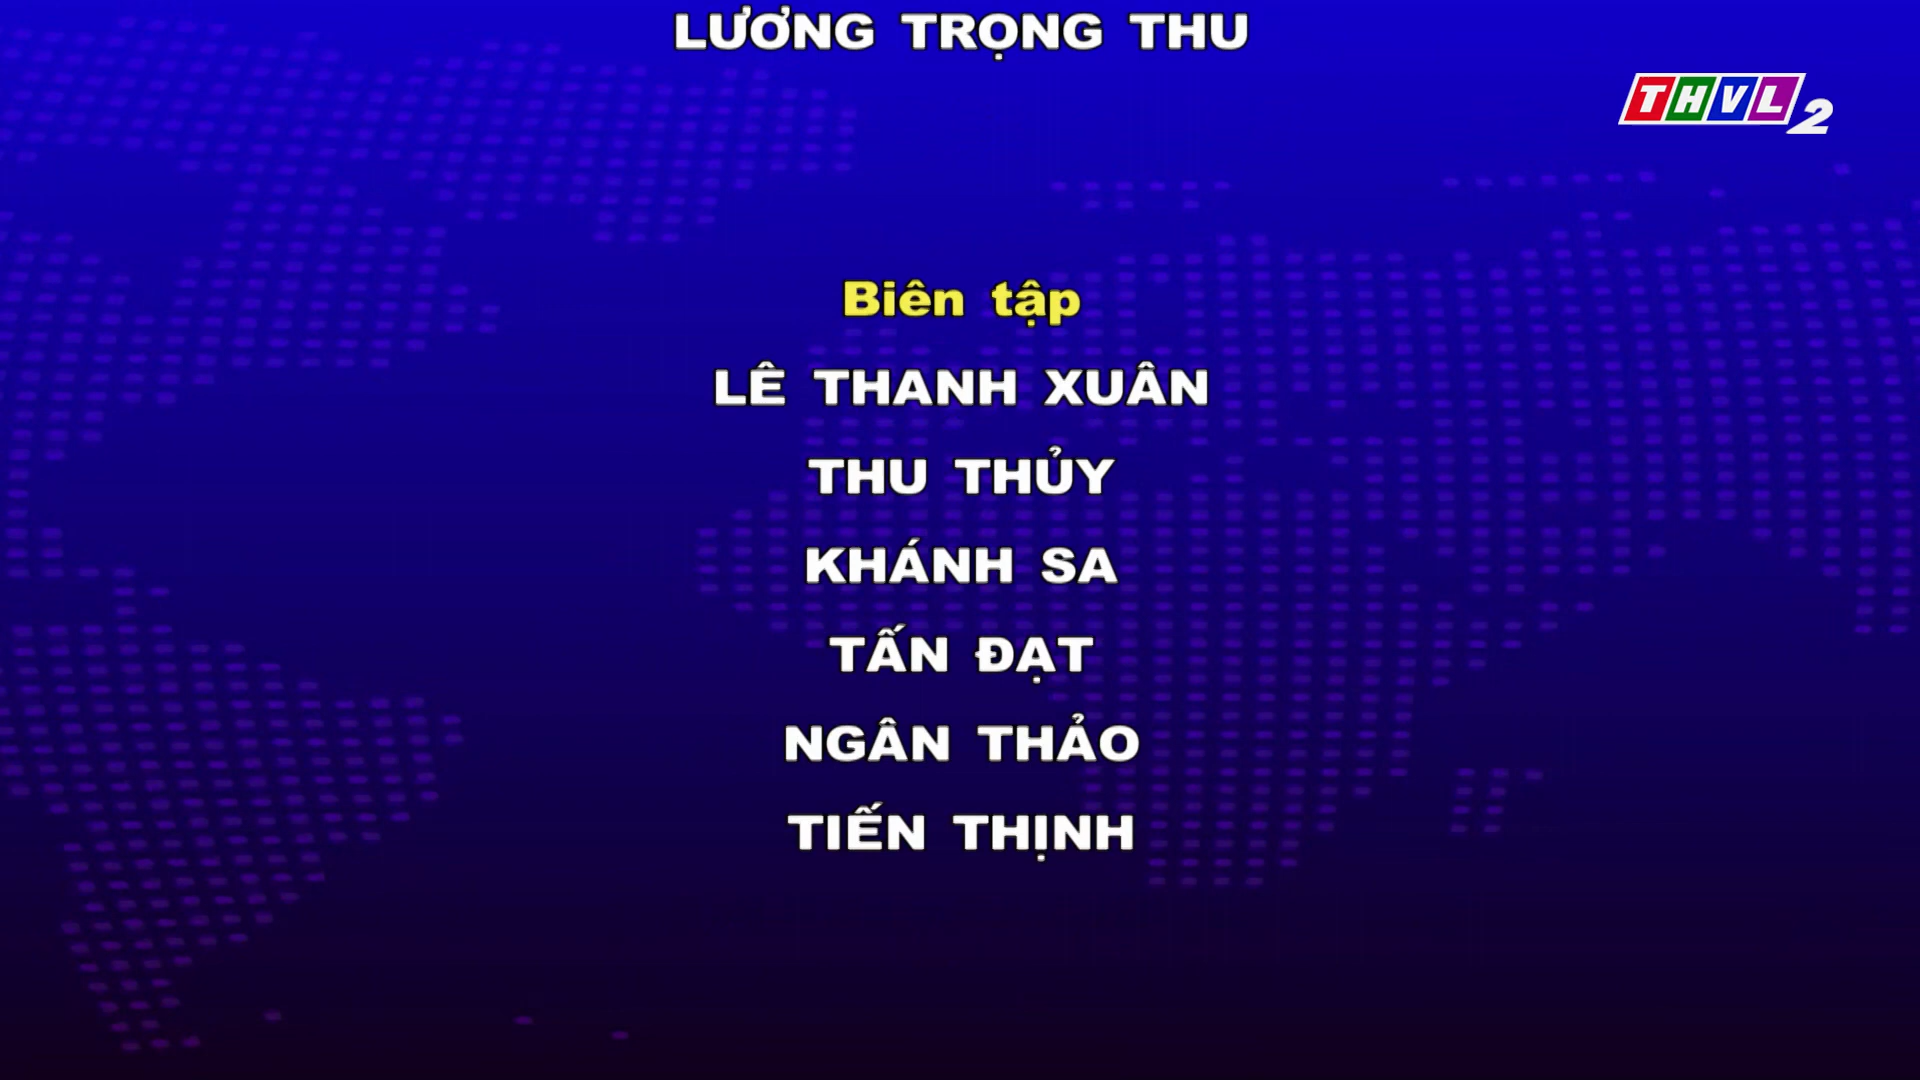 LƯƠNG TRỌNG THU
THVL2
Biên tập
LÊ THANH XUÂN
THU THỦY
KHÁNH SA
TẤN ĐẠT
NGÂN THẢO
TIẾN THỊNH